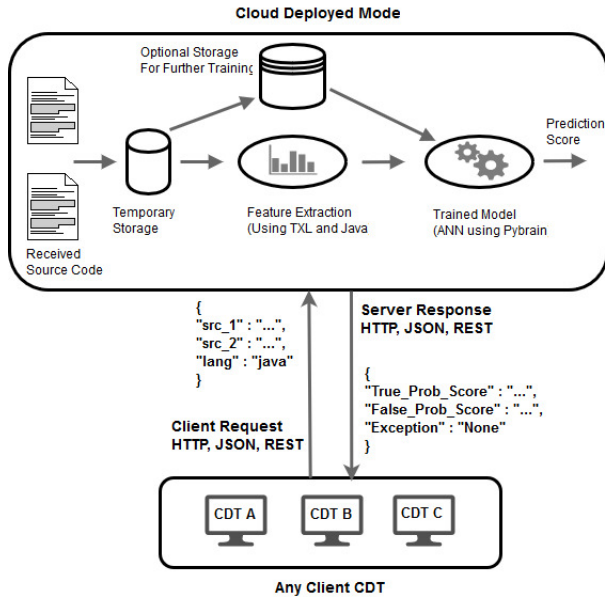 Cloud Deployed Mode
Optional Storage
For Further Training
Prediction
Score
Temporary
Storage
Feature Extraction
(Using TXL and Java
Trained Model
(ANN using Pybrain
Received
Source Code
{
"src_1" : "...",
"src_2" : "...",
"lang" : "java"
}
Server Response
HTTP, JSON, REST
{
"True_Prob_Score" : "...",
"False_Prob_Score" : "...",
"Exception" : "None"
}
Client Request
HTTP, JSON, REST
CDT A
CDT B
CDT C
Any Client CDT